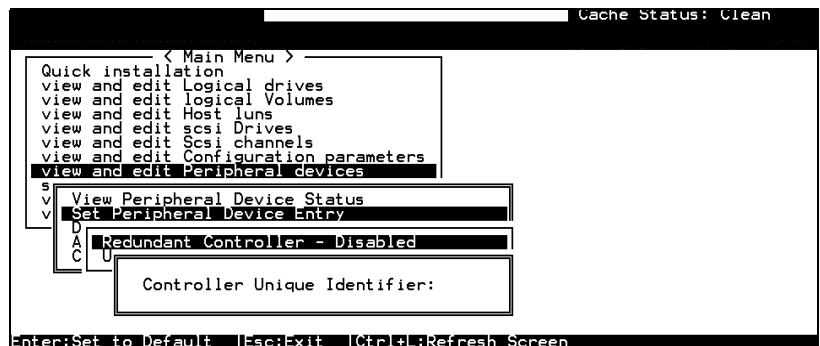 Cache Status: Clean
< Main Menu >
Quick installation
view and edit Logical drives
view and edit logical Volumes
view and edit Host luns
view and edit scsi Drives
view and edit Scsi channels
view and edit Configuration parameters
view and edit Peripheral devices
s
v View Peripheral Device Status
v Set Peripheral Device Entry
D
A Redundant Controller - Disabled
C U
Controller Unique Identifier:
Enter:Set to Default |Esc:Exit |Ctrl+L:Refresh Screen